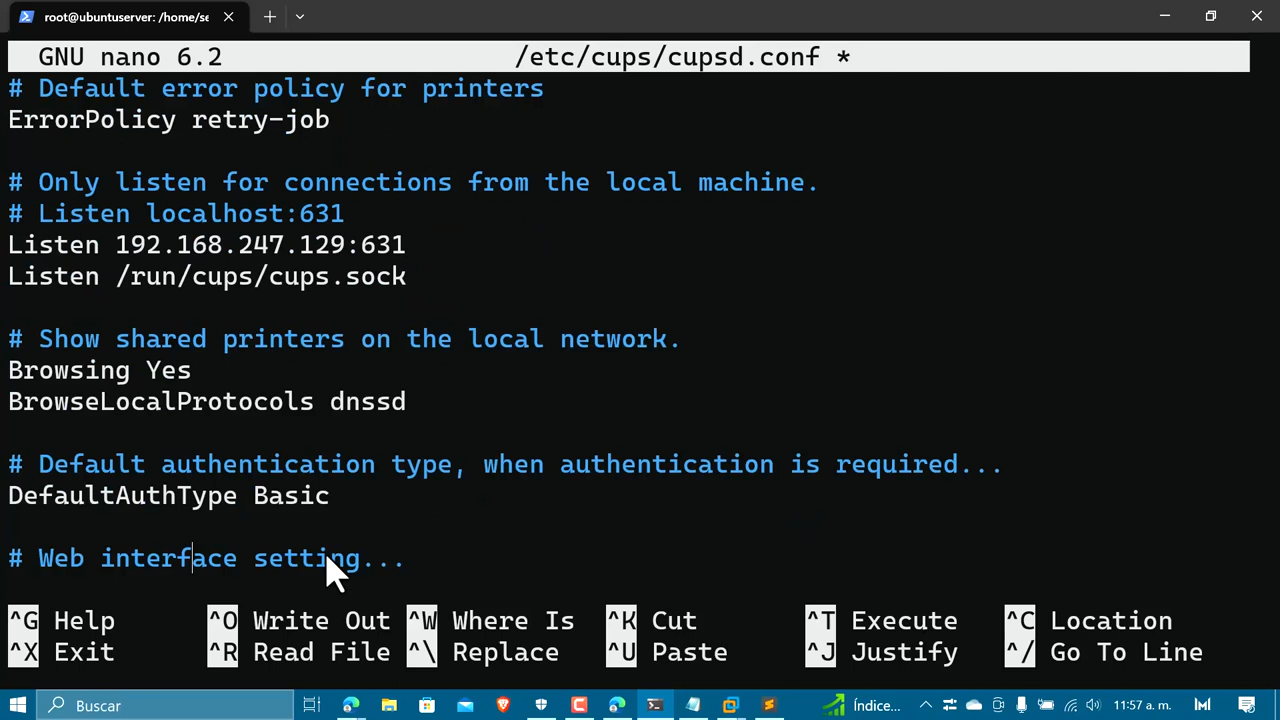 root@ubuntuserver: /home/se
GNU nano 6.2 /etc/cups/cupsd.conf *
# Default error policy for printers
ErrorPolicy retry-job
# Only listen for connections from the local machine.
# Listen localhost:631
Listen 192.168.247.129:631
Listen /run/cups/cups.sock
# Show shared printers on the local network.
Browsing Yes
BrowseLocalProtocols dnssd
# Default authentication type, when authentication is required...
DefaultAuthType Basic
# Web interface setting...
^G Help ^O Write Out ^W Where Is ^K Cut ^T Execute ^C Location
^X Exit ^R Read File ^\ Replace ^U Paste ^J Justify ^/ Go To Line
Buscar Índice... 11:57 a. m.